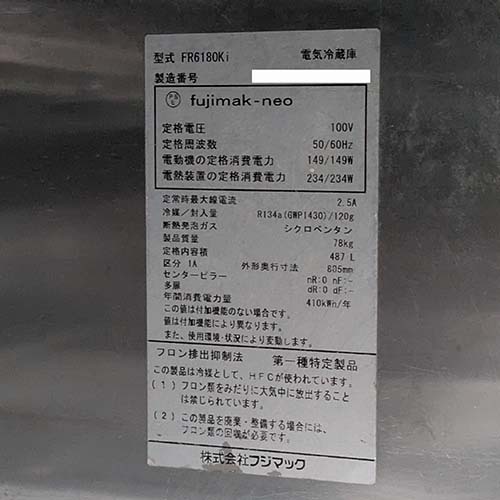 型式 FR6180Ki 電気冷蔵庫
製造番号
PSE fujimak-neo
定格電圧 100V
定格周波数 50/60Hz
電動機の定格消費電力 149/149W
電熱装置の定格消費電力 234/234W
定常時最大線電流 2.5A
冷媒/封入量 R134a(GWP1430)/120g
断熱発泡ガス シクロペンタン
製品質量 78kg
定格内容積 487 L
区分 1A 外形奥行寸法 805mm
センターピラー nR:0 nF:-
多扉 dR:0 dF:-
年間消費電力量 410kWh/年
この値は付加機能のない場合です。
この値は付加機能により異なります。
また、使用環境・状況により変動します。
フロン排出抑制法 第一種特定製品
この製品は冷媒として、HFCが使われています。
(1) フロン類をみだりに大気中に放出すること
は禁じられています。
(2) この製品を廃棄・整備する場合には、
フロン類の回収が必要です。
株式会社フジマック